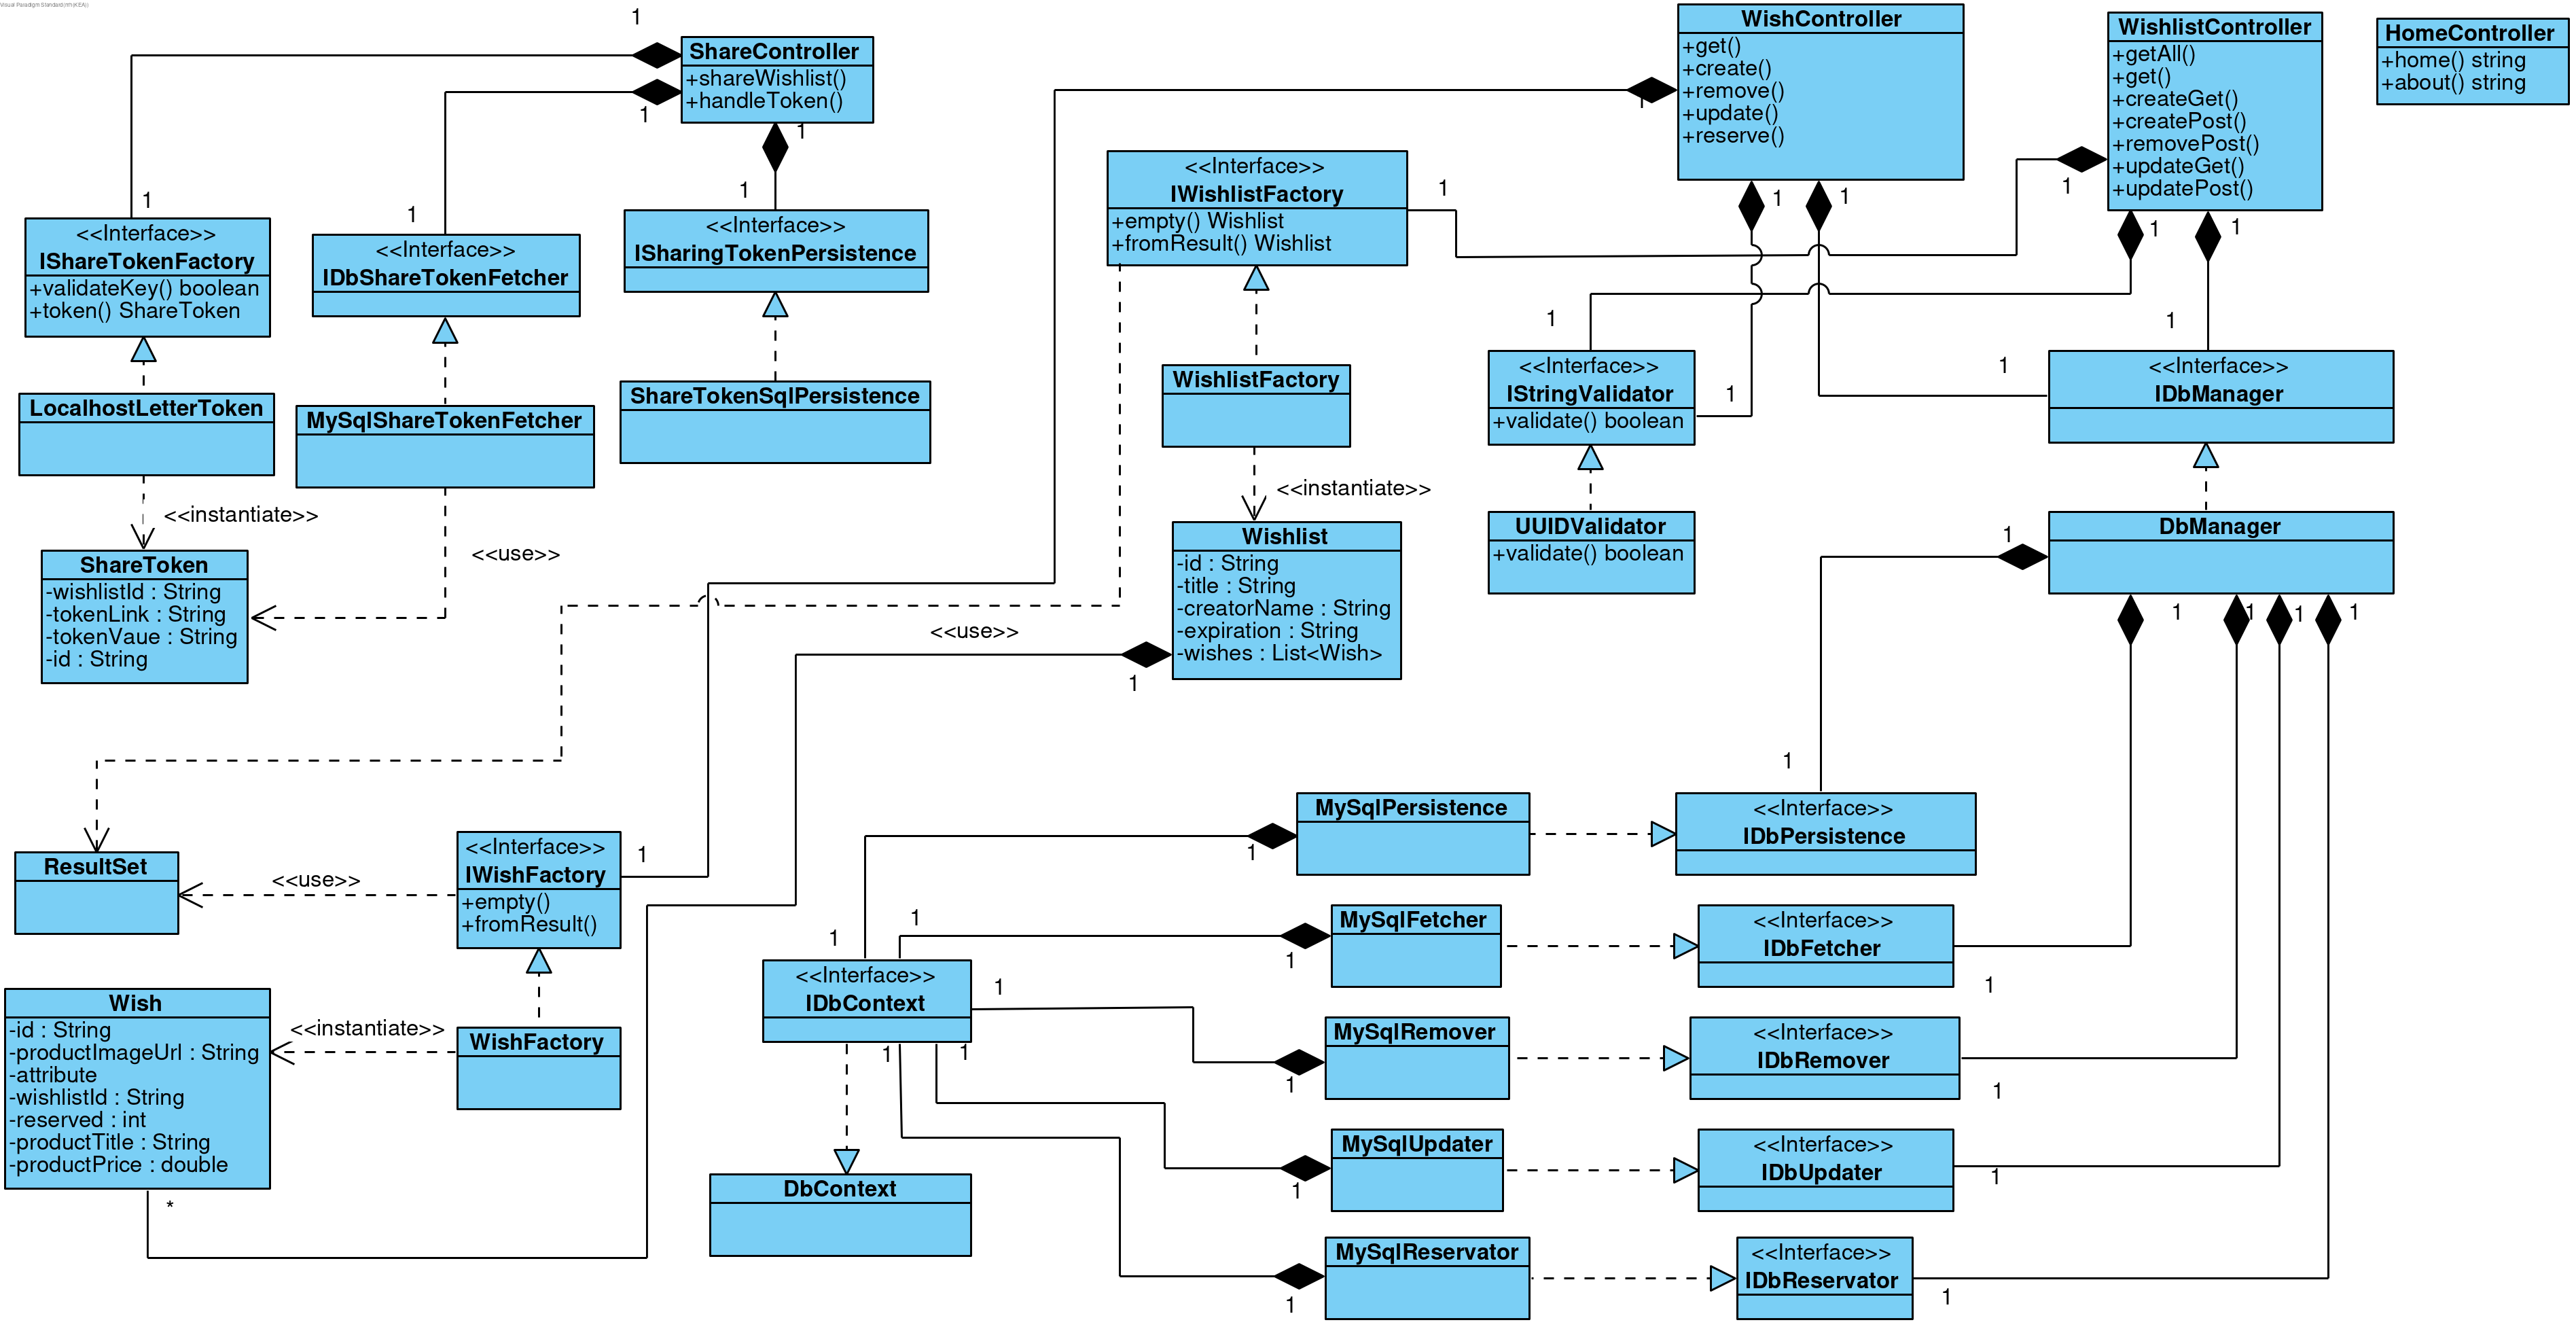 Visual Paradigm Standard(YiYi(KEA))
1
ShareController
+shareWishlist()
+handleToken()
1
1
1
1
1
<<Interface>>
IShareTokenFactory
+validateKey() boolean
+token() ShareToken
<<Interface>>
IDbShareTokenFetcher
<<Interface>>
ISharingTokenPersistence
LocalhostLetterToken
MySqlShareTokenFetcher
ShareTokenSqlPersistence
<<instantiate>>
<<use>>
ShareToken
-wishlistId : String
-tokenLink : String
-tokenVaue : String
-id : String
WishController
+get()
+create()
+remove()
+update()
+reserve()
1
1
1
WishlistController
+getAll()
+get()
+createGet()
+createPost()
+removePost()
+updateGet()
+updatePost()
1
1
1
HomeController
+home() string
+about() string
<<Interface>>
IWishlistFactory
+empty() Wishlist
+fromResult() Wishlist
1
WishlistFactory
<<instantiate>>
Wishlist
-id : String
-title : String
-creatorName : String
-expiration : String
-wishes : List<Wish>
<<use>>
1
1
1
<<Interface>>
IStringValidator
+validate() boolean
UUIDValidator
+validate() boolean
1
1
<<Interface>>
IDbManager
DbManager
1
1
1
1
1
1
ResultSet
<<use>>
<<Interface>>
IWishFactory
+empty()
+fromResult()
1
WishFactory
<<instantiate>>
Wish
-id : String
-productImageUrl : String
-attribute
-wishlistId : String
-reserved : int
-productTitle : String
-productPrice : double
*
MySqlPersistence
1
<<Interface>>
IDbPersistence
1
1
MySqlFetcher
1
<<Interface>>
IDbFetcher
1
<<Interface>>
IDbContext
1
1
1
MySqlRemover
1
<<Interface>>
IDbRemover
1
MySqlUpdater
1
<<Interface>>
IDbUpdater
1
DbContext
MySqlReservator
1
<<Interface>>
IDbReservator
1